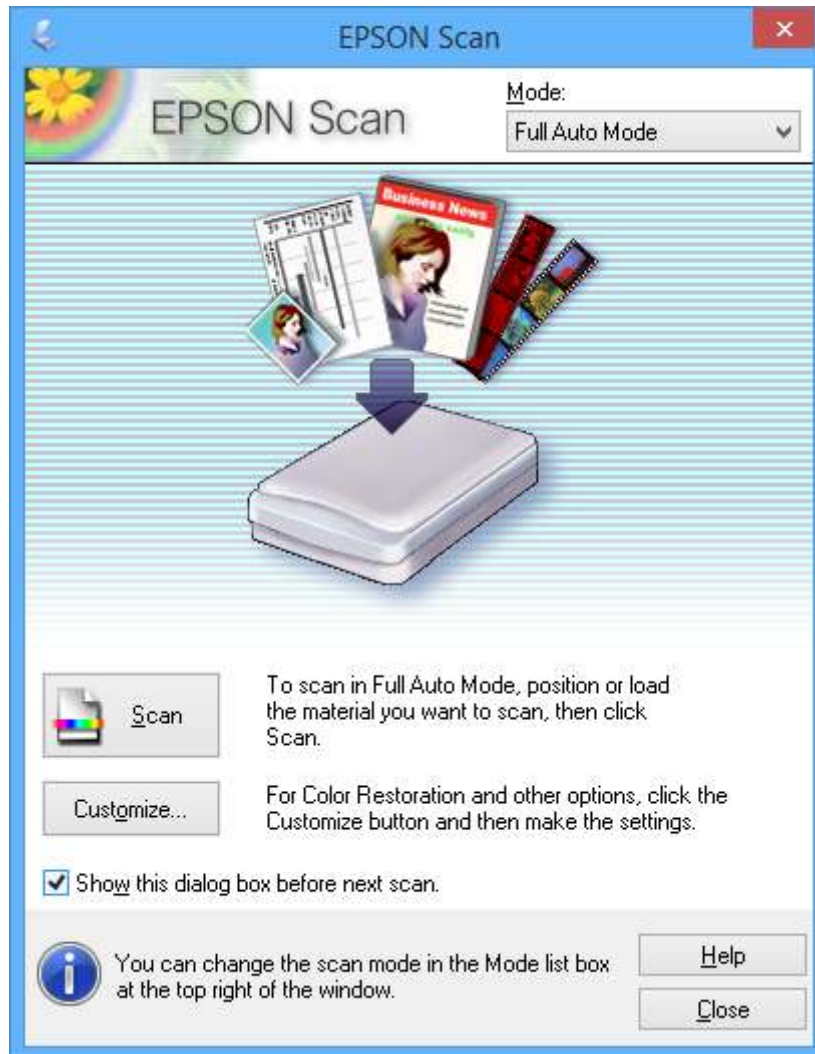 EPSON Scan
EPSON Scan
Mode:
Full Auto Mode
Business News
Scan
To scan in Full Auto Mode, position or load
the material you want to scan, then click
Scan.
Customize...
For Color Restoration and other options, click the
Customize button and then make the settings.
Show this dialog box before next scan.
You can change the scan mode in the Mode list box
at the top right of the window.
Help
Close